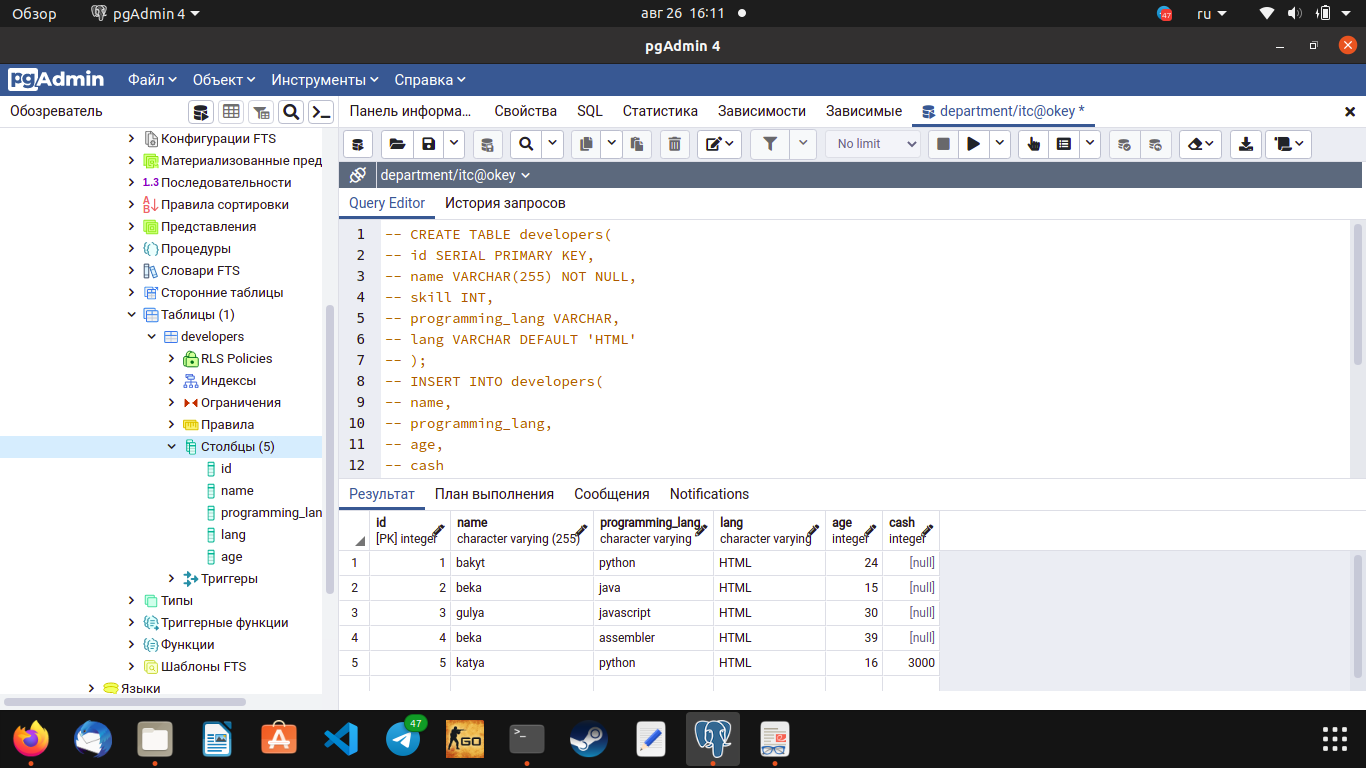 Обзор pgAdmin 4 авг 26 16:11 47 ru
pgAdmin 4
pgAdmin Файл Объект Инструменты Справка
Обозреватель Панель информа… Свойства SQL Статистика Зависимости Зависимые department/itc@okey *
No limit
department/itc@okey
Query Editor История запросов
Конфигурации FTS
Материализованные пред
1..3 Последовательности
Правила сортировки
Представления
Процедуры
Словари FTS
Сторонние таблицы
Таблицы (1)
developers
RLS Policies
Индексы
Ограничения
Правила
Столбцы (5)
id
name
programming_lan
lang
age
Триггеры
Типы
Триггерные функции
Функции
Шаблоны FTS
Языки
1 -- CREATE TABLE developers(
2 -- id SERIAL PRIMARY KEY,
3 -- name VARCHAR(255) NOT NULL,
4 -- skill INT,
5 -- programming_lang VARCHAR,
6 -- lang VARCHAR DEFAULT 'HTML'
7 -- );
8 -- INSERT INTO developers(
9 -- name,
10 -- programming_lang,
11 -- age,
12 -- cash
Результат План выполнения Сообщения Notifications
id name programming_lang lang age cash
[PK] integer character varying (255) character varying character varying integer integer
1 1 bakyt python HTML 24 [null]
2 2 beka java HTML 15 [null]
3 3 gulya javascript HTML 30 [null]
4 4 beka assembler HTML 39 [null]
5 5 katya python HTML 16 3000
47
GO